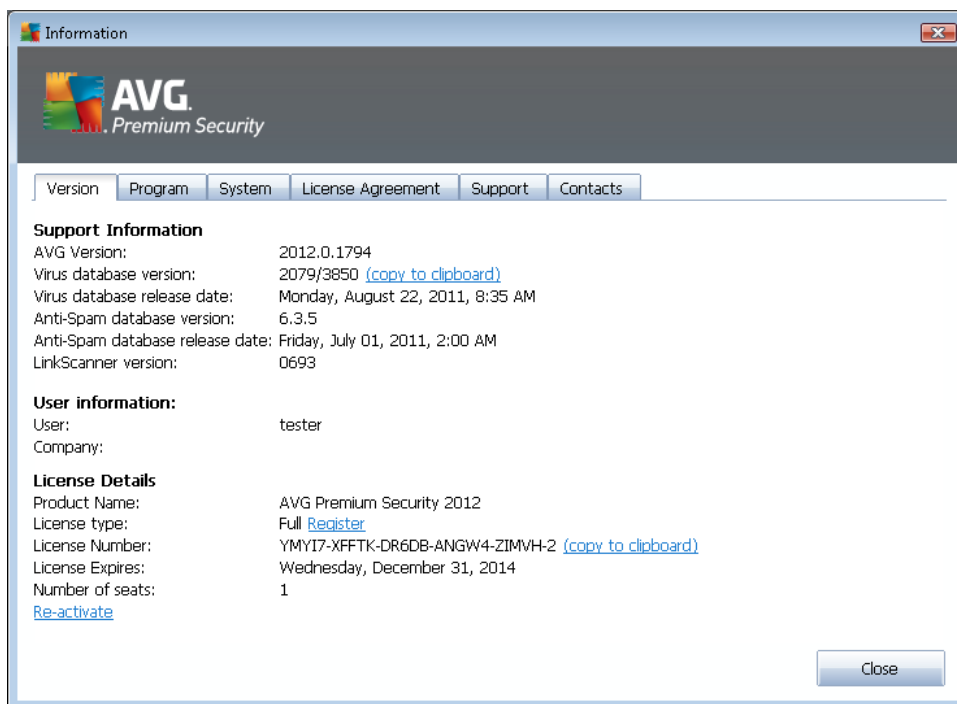 Information
AVG.
Premium Security
Version Program System License Agreement Support Contacts
Support Information
AVG Version: 2012.0.1794
Virus database version: 2079/3850 (copy to clipboard)
Virus database release date: Monday, August 22, 2011, 8:35 AM
Anti-Spam database version: 6.3.5
Anti-Spam database release date: Friday, July 01, 2011, 2:00 AM
LinkScanner version: 0693
User information:
User: tester
Company:
License Details
Product Name: AVG Premium Security 2012
License type: Full Register
License Number: YMYI7-XFFTK-DR6DB-ANGW4-ZIMVH-2 (copy to clipboard)
License Expires: Wednesday, December 31, 2014
Number of seats: 1
Re-activate
Close